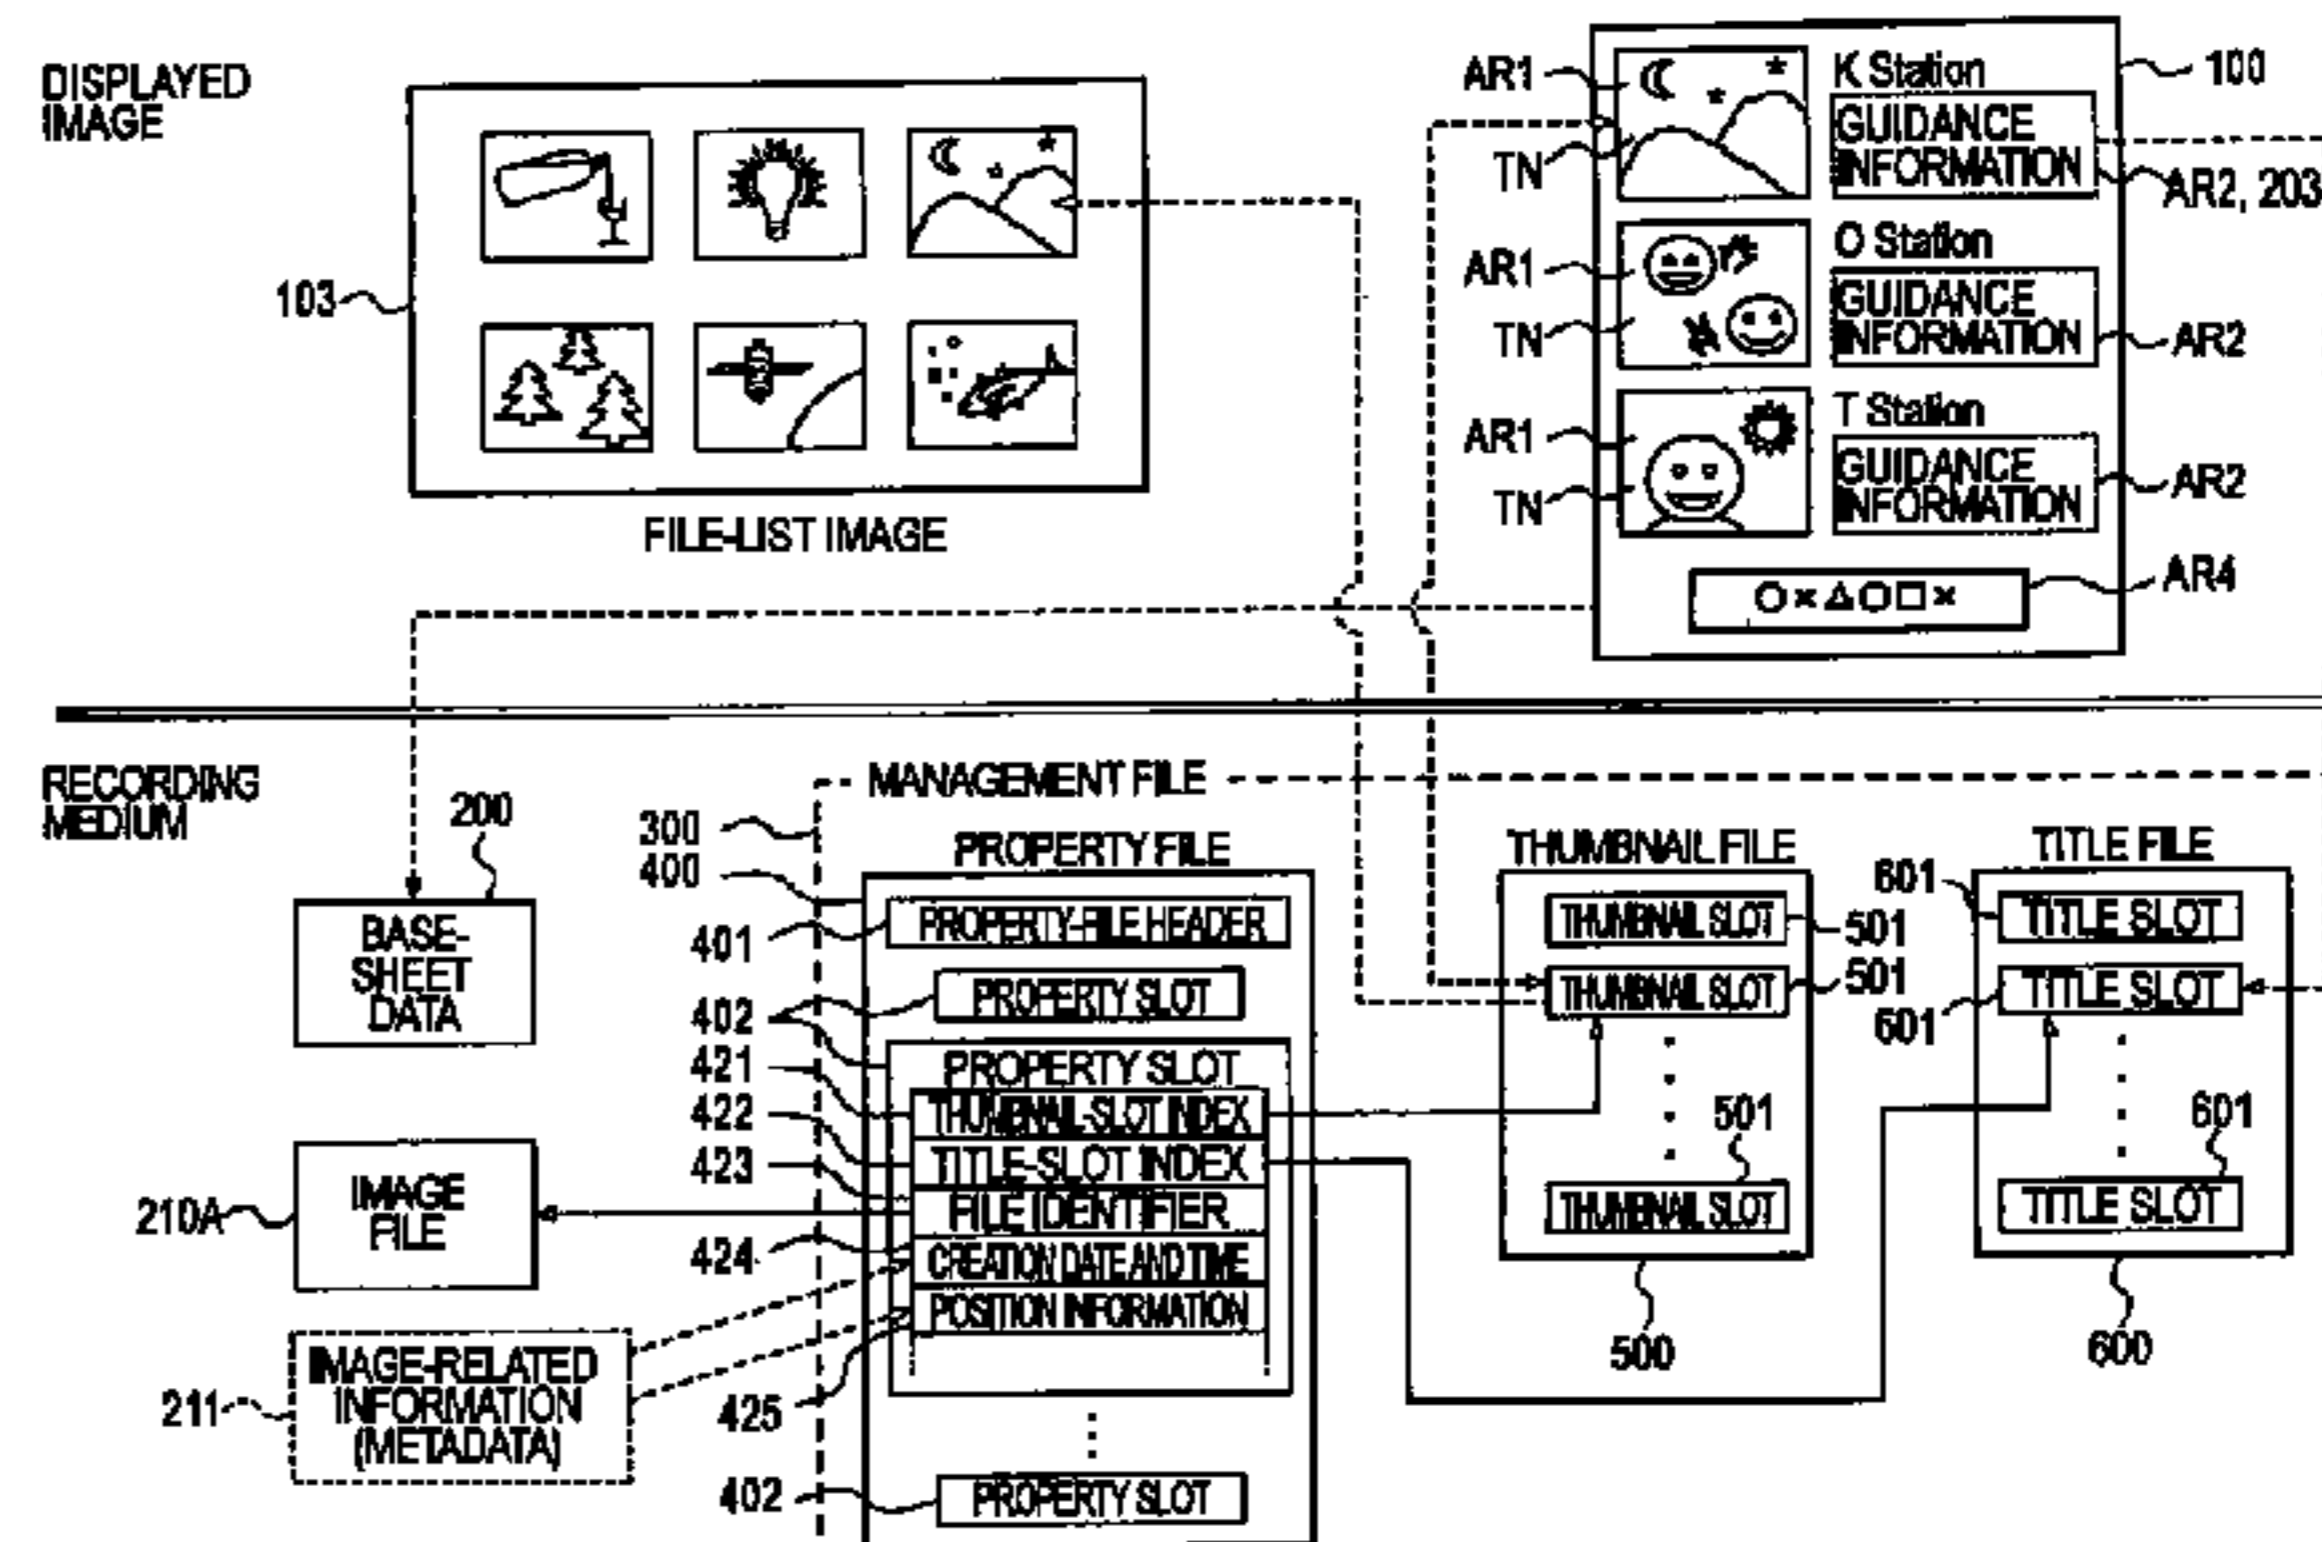 DISPLAYED
IMAGE
103
FILE-LIST IMAGE
AR1
TN
K Station
GUIDANCE
INFORMATION
100
AR2, 203
AR1
TN
O Station
GUIDANCE
INFORMATION
AR2
AR1
TN
T Station
GUIDANCE
INFORMATION
AR2
○×△○□×
AR4
RECORDING
MEDIUM
200
BASE-
SHEET
DATA
210A
IMAGE
FILE
211
IMAGE-RELATED
INFORMATION
(METADATA)
MANAGEMENT FILE
300
400
PROPERTY FILE
401
PROPERTY-FILE HEADER
402
PROPERTY SLOT
PROPERTY SLOT
421
THUMBNAIL-SLOT INDEX
422
TITLE-SLOT INDEX
423
FILE IDENTIFIER
424
CREATION DATE AND TIME
POSITION INFORMATION
425
402
PROPERTY SLOT
THUMBNAIL FILE
THUMBNAIL SLOT
501
THUMBNAIL SLOT
501
501
THUMBNAIL SLOT
500
TITLE FILE
601
TITLE SLOT
601
TITLE SLOT
601
TITLE SLOT
600